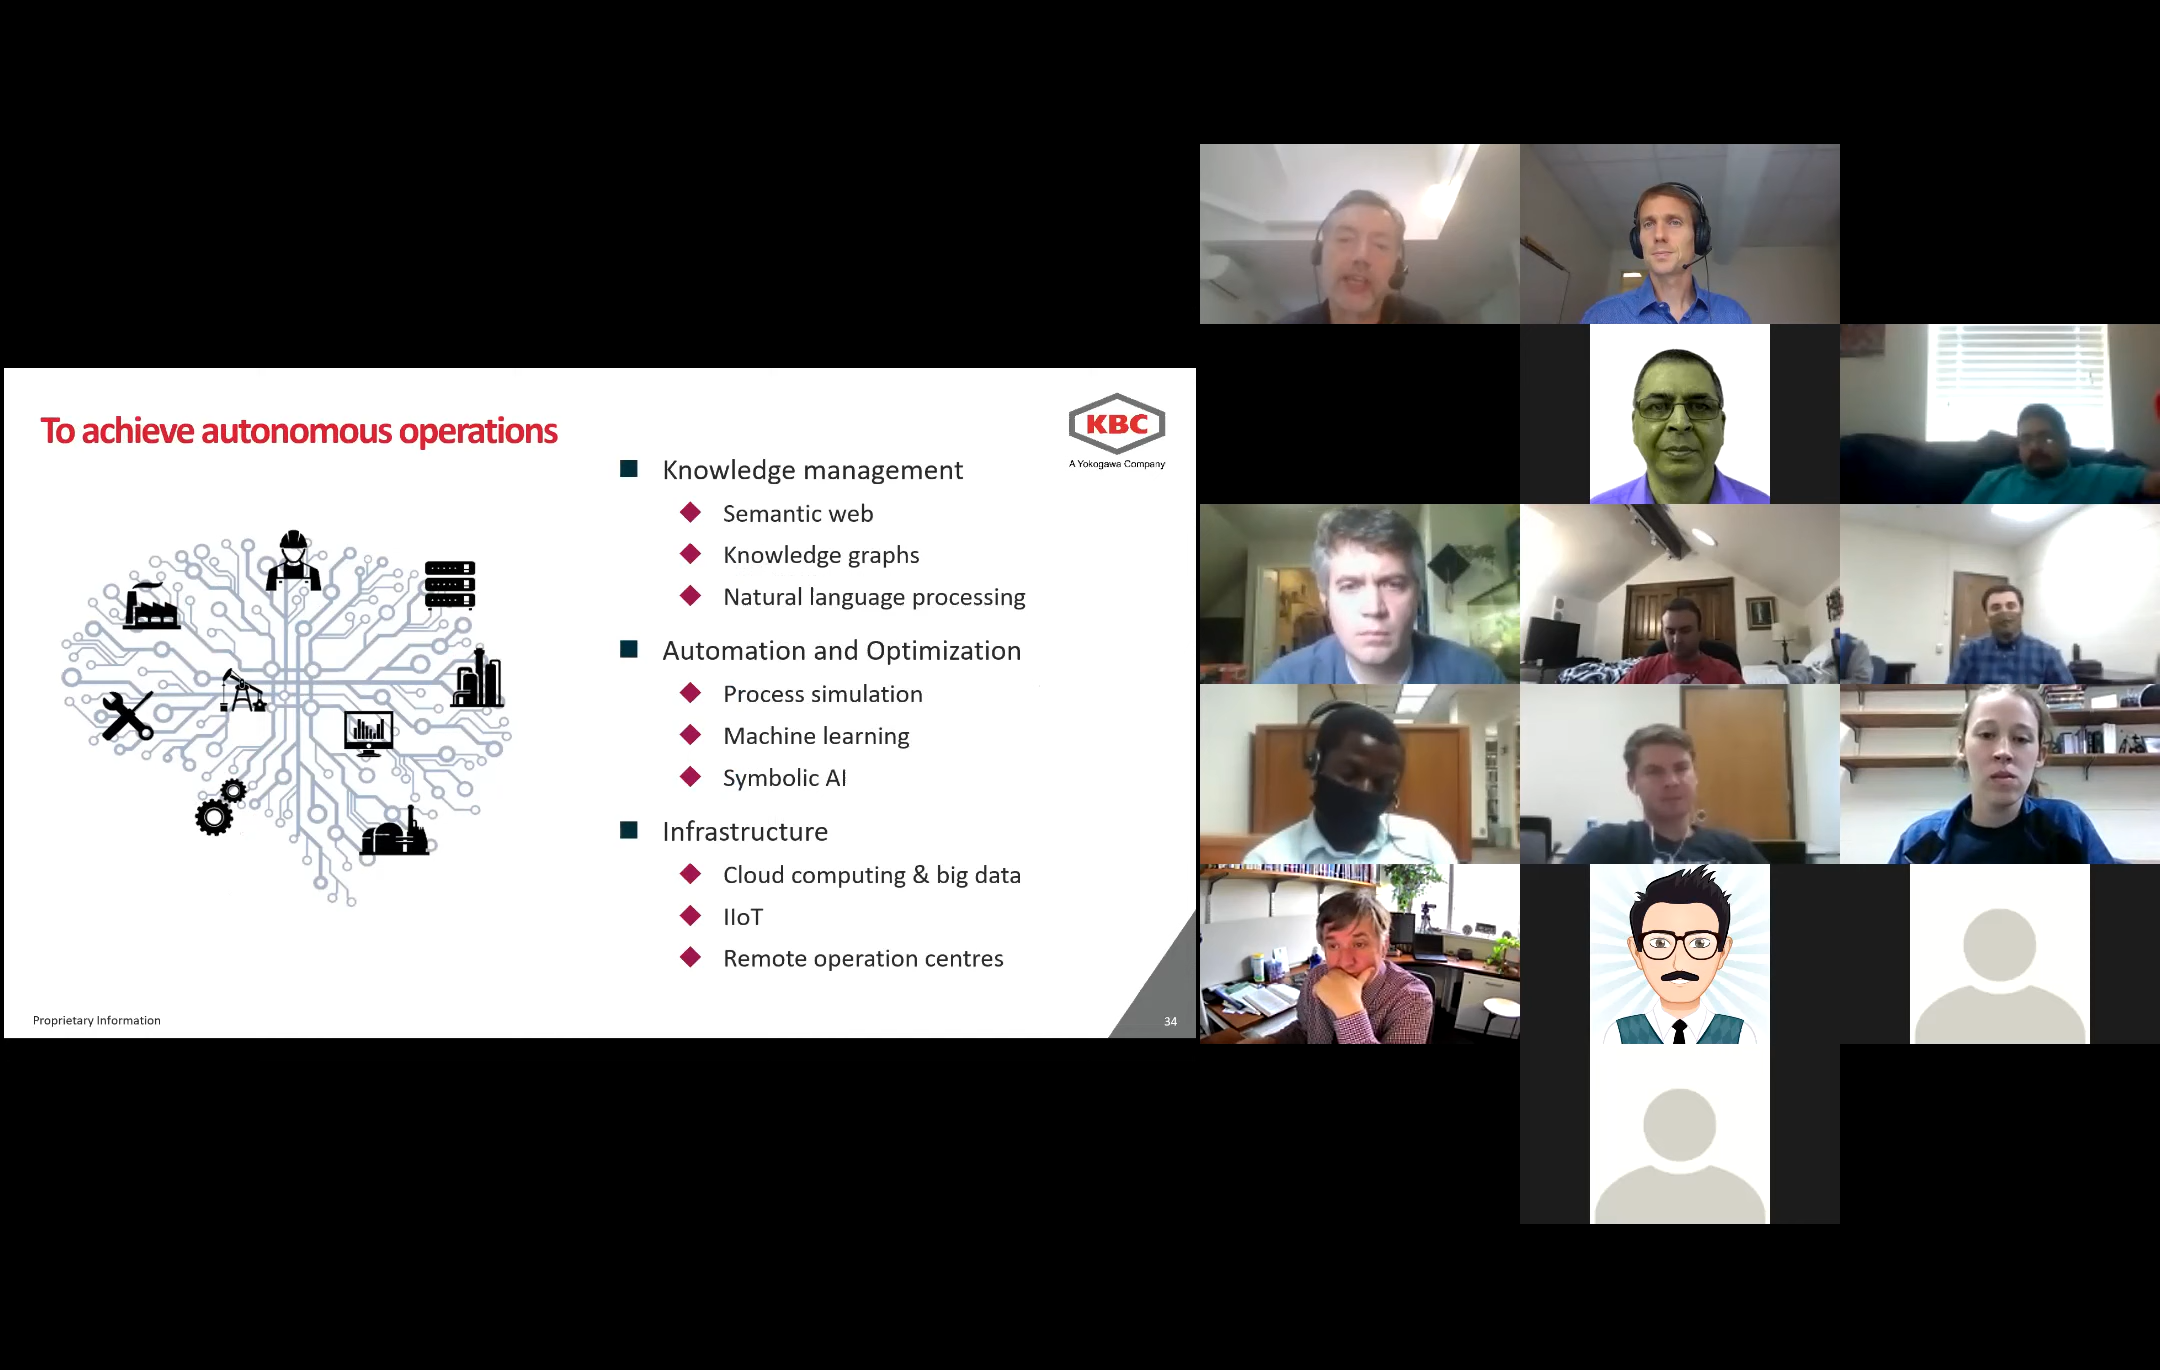 To achieve autonomous operations
KBC
A Yokogawa Company
Knowledge management
Semantic web
Knowledge graphs
Natural language processing
Automation and Optimization
Process simulation
Machine learning
Symbolic AI
Infrastructure
Cloud computing & big data
IIoT
Remote operation centres
Proprietary Information
34